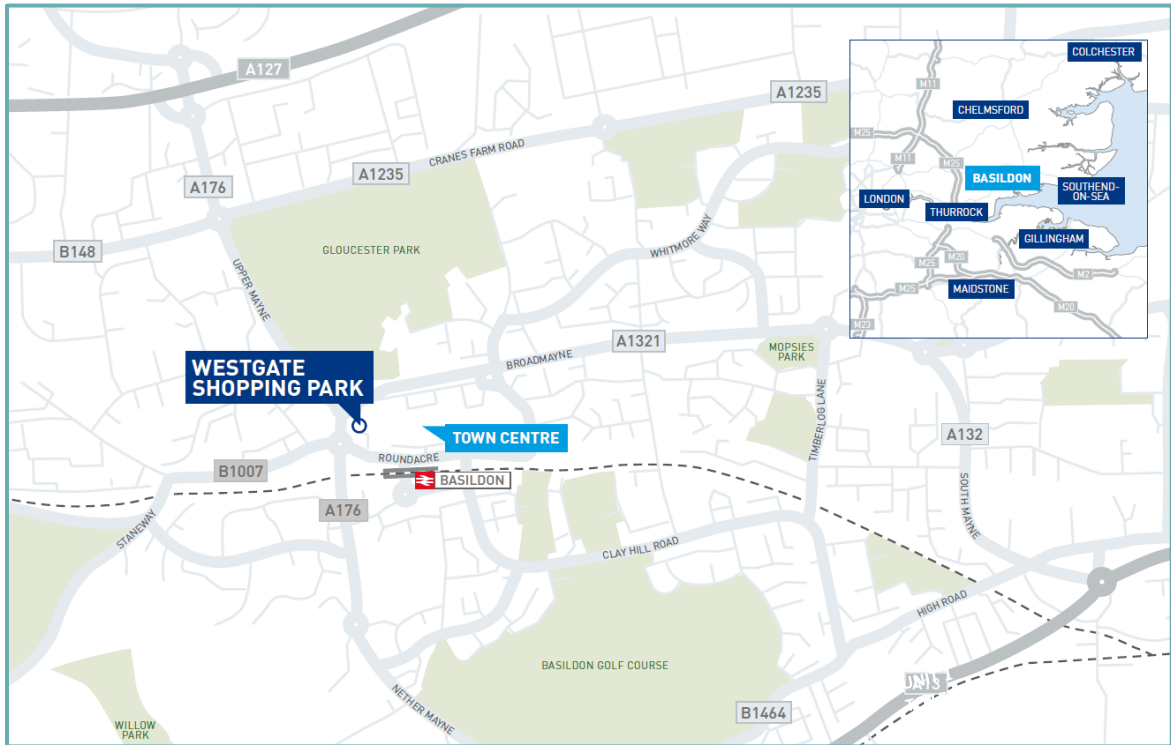 A127
A1235
CRANES FARM ROAD
A1235
A176
B148
GLOUCESTER PARK
UPPER MAYNE
WHITMORE WAY
A1321
BROADMAYNE
MOPSIES
PARK
TIMBERLOG LANE
A132
SOUTH MAYNE
WESTGATE
SHOPPING PARK
TOWN CENTRE
ROUNDACRE
BASILDON
B1007
A176
STANEWAY
CLAY HILL ROAD
HIGH ROAD
BASILDON GOLF COURSE
NETHER MAYNE
B1464
WILLOW
PARK
COLCHESTER
M11
CHELMSFORD
M25
M11
M25
BASILDON
LONDON
SOUTHEND-
ON-SEA
THURROCK
GILLINGHAM
M20
M25
M2
M25
MAIDSTONE
M20
M23